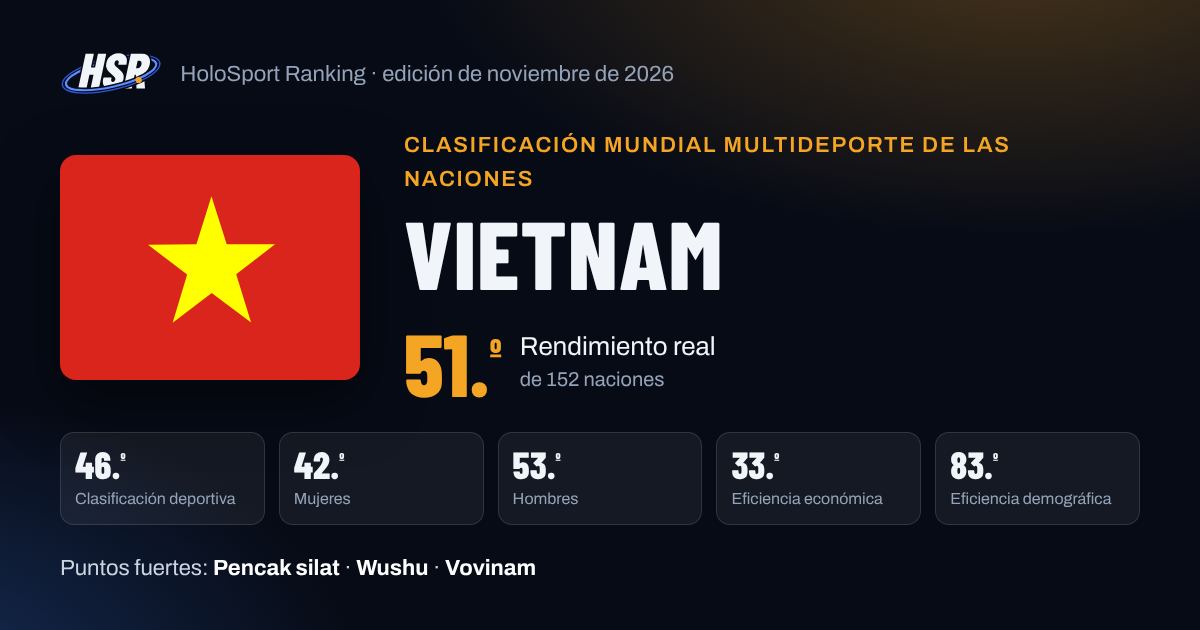 HSR
HoloSport Ranking · edición de noviembre de 2026
CLASIFICACIÓN MUNDIAL MULTIDEPORTE DE LAS
NACIONES
VIETNAM
51.º
Rendimiento real
de 152 naciones
46.º
Clasificación deportiva
42.º
Mujeres
53.º
Hombres
33.º
Eficiencia económica
83.º
Eficiencia demográfica
Puntos fuertes: Pencak silat · Wushu · Vovinam